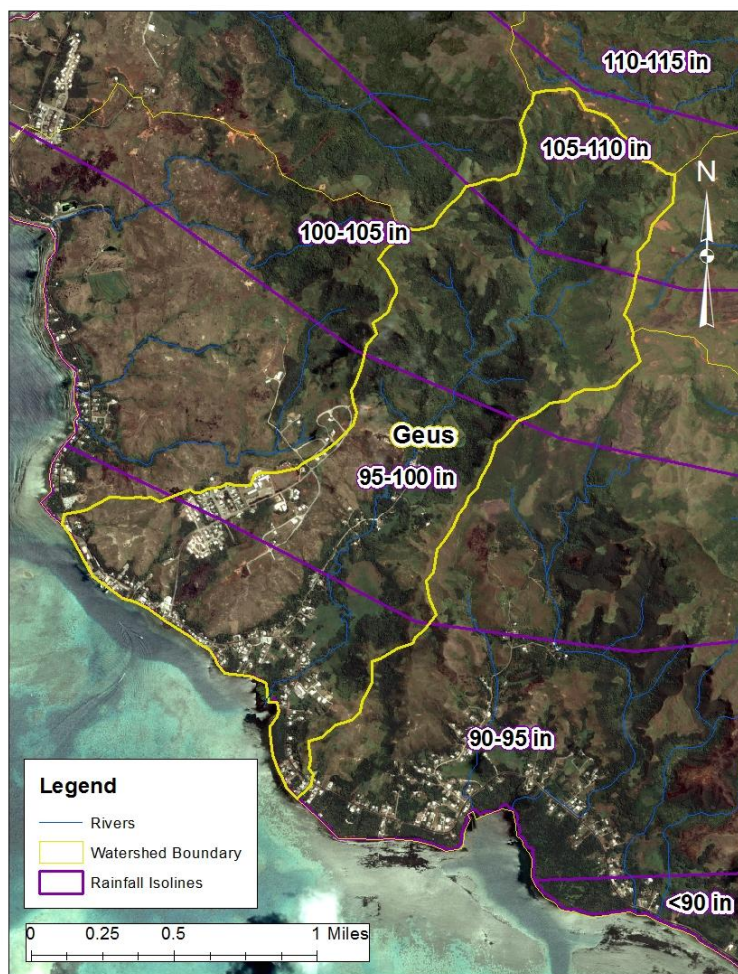 110-115 in
105-110 in
N
100-105 in
Geus
95-100 in
90-95 in
Legend
Rivers
Watershed Boundary
Rainfall Isolines
<90 in
0 0.25 0.5 1 Miles